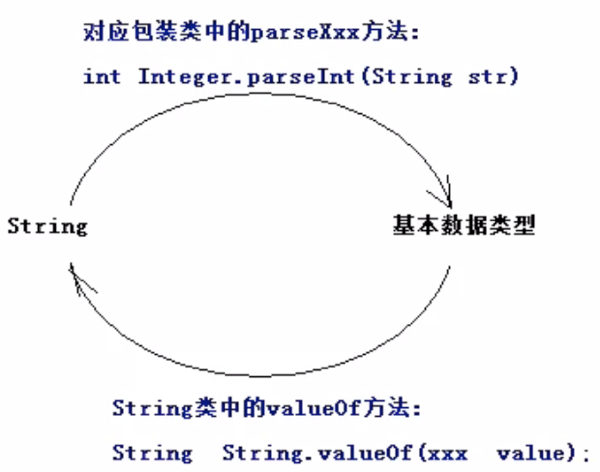 对应包装类中的parseXxx方法:
int Integer.parseInt(String str)
String
基本数据类型
String类中的valueOf方法:
String String.valueOf(xxx value);